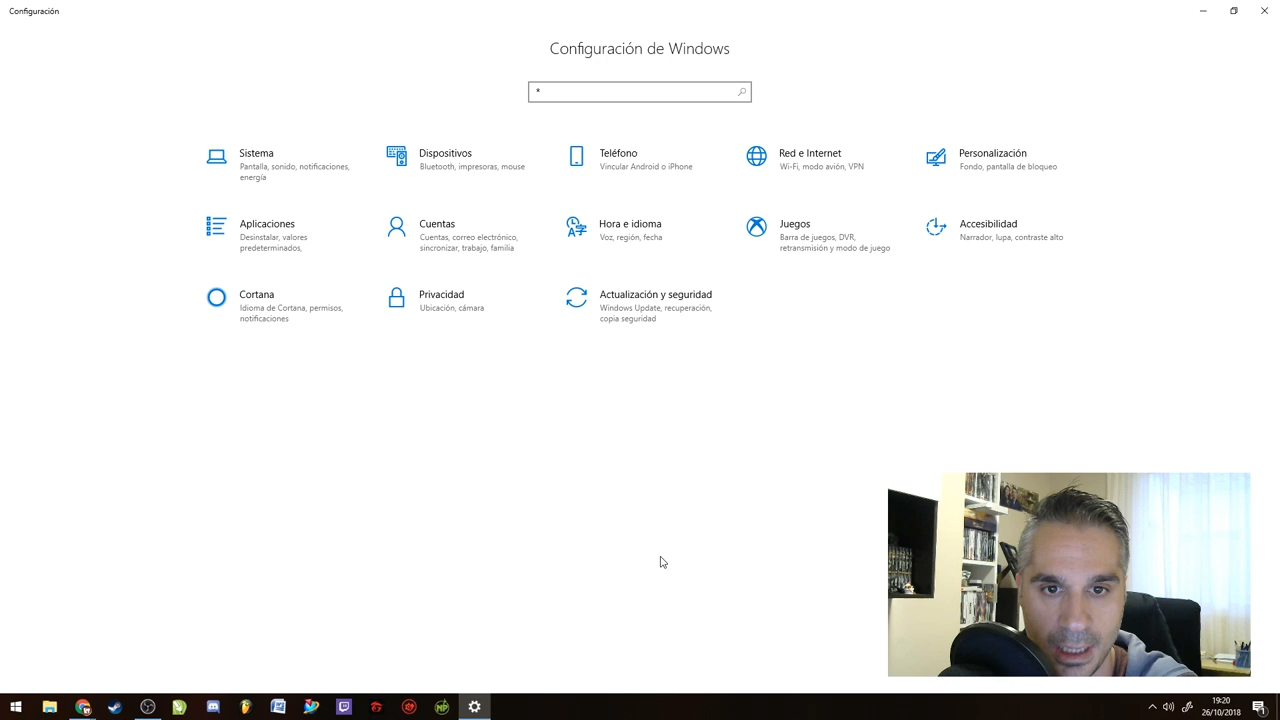 Configuración
Configuración de Windows
*
Sistema
Pantalla, sonido, notificaciones,
energía
Dispositivos
Bluetooth, impresoras, mouse
Teléfono
Vincular Android o iPhone
Red e Internet
Wi-Fi, modo avión, VPN
Personalización
Fondo, pantalla de bloqueo
Aplicaciones
Desinstalar, valores
predeterminados,
Cuentas
Cuentas, correo electrónico,
sincronizar, trabajo, familia
Hora e idioma
Voz, región, fecha
Juegos
Barra de juegos, DVR,
retransmisión y modo de juego
Accesibilidad
Narrador, lupa, contraste alto
Cortana
Idioma de Cortana, permisos,
notificaciones
Privacidad
Ubicación, cámara
Actualización y seguridad
Windows Update, recuperación,
copia seguridad
19:20
26/10/2018